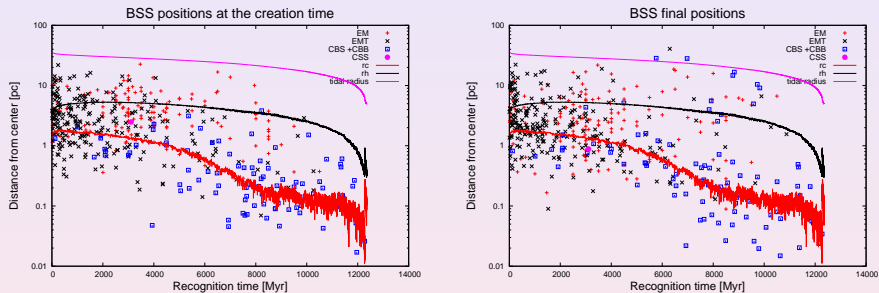 BSS positions at the creation time
Distance from center [pc]
100
10
1
0.1
0.01
EM
EMT
CBS +CBB
CSS
rc
rh
tidal radius
0 2000 4000 6000 8000 10000 12000 14000
Recognition time [Myr]
BSS final positions
Distance from center [pc]
100
10
1
0.1
0.01
EM
EMT
CBS +CBB
CSS
rc
rh
tidal radius
0 2000 4000 6000 8000 10000 12000 14000
Recognition time [Myr]